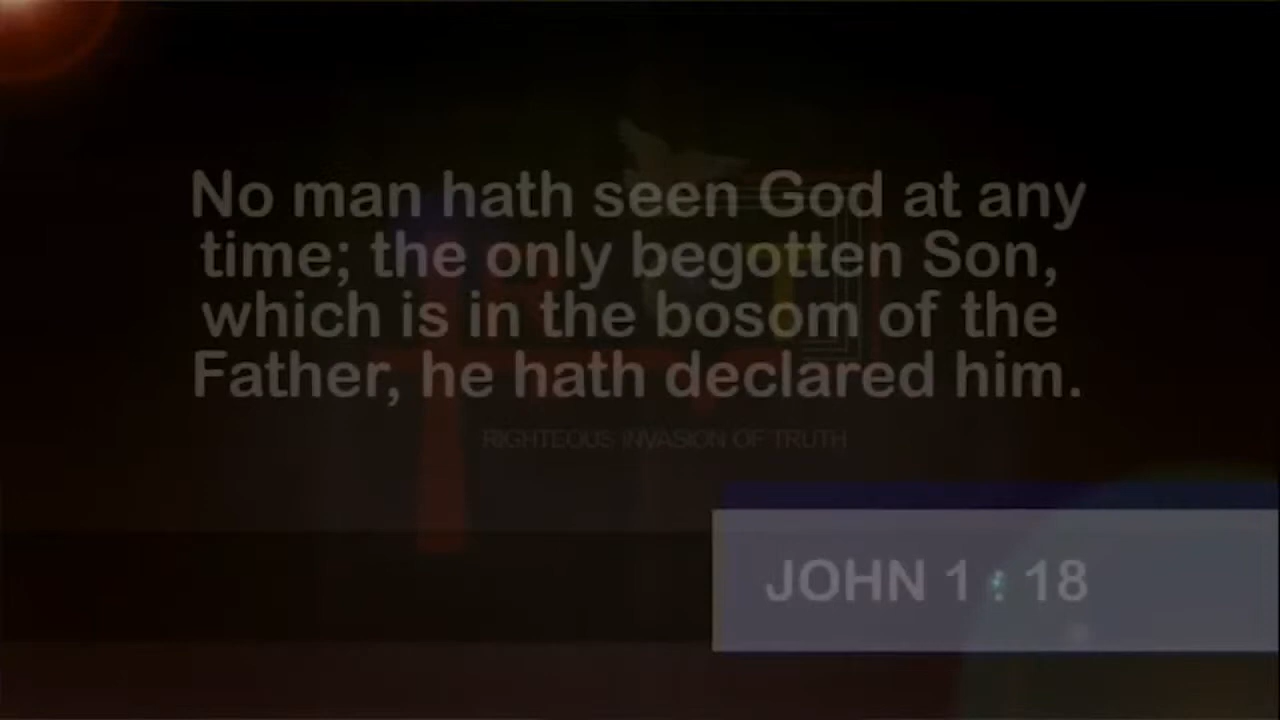 No man hath seen God at any
time; the only begotten Son,
which is in the bosom of the
Father, he hath declared him.
RIGHTEOUS INVASION OF TRUTH
JOHN 1 : 18